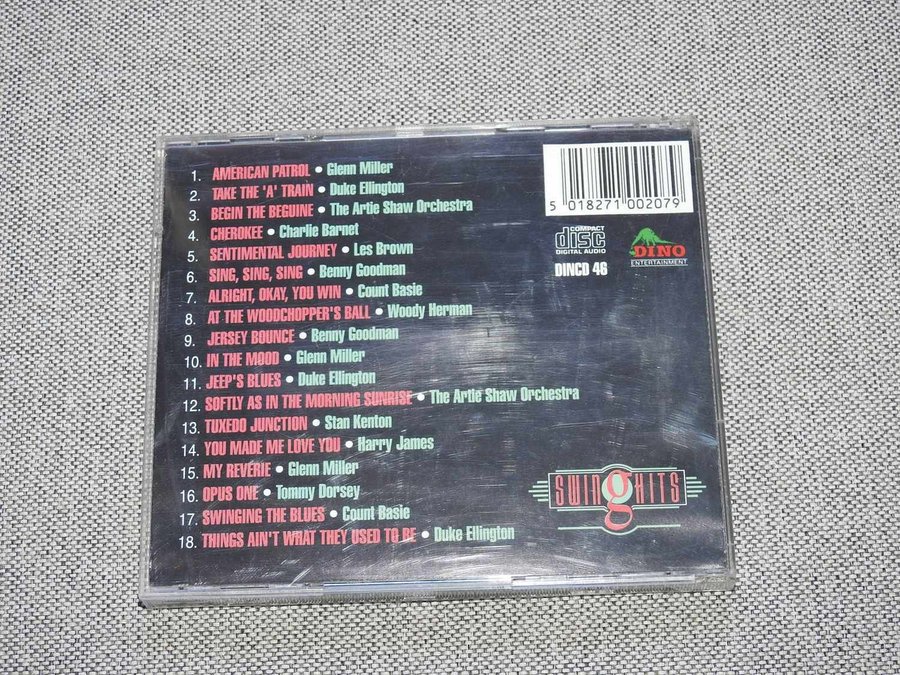 1. AMERICAN PATROL • Glenn Miller
2. TAKE THE 'A' TRAIN • Duke Ellington
3. BEGIN THE BEGUINE • The Artie Shaw Orchestra
4. CHEROKEE • Charlie Barnet
5. SENTIMENTAL JOURNEY • Les Brown
6. SING, SING, SING • Benny Goodman
7. ALRIGHT, OKAY, YOU WIN • Count Basie
8. AT THE WOODCHOPPER'S BALL • Woody Herman
9. JERSEY BOUNCE • Benny Goodman
10. IN THE MOOD • Glenn Miller
11. JEEP'S BLUES • Duke Ellington
12. SOFTLY AS IN THE MORNING SUNRISE • The Artie Shaw Orchestra
13. TUXEDO JUNCTION • Stan Kenton
14. YOU MADE ME LOVE YOU • Harry James
15. MY REVERIE • Glenn Miller
16. OPUS ONE • Tommy Dorsey
17. SWINGING THE BLUES • Count Basie
18. THINGS AIN'T WHAT THEY USED TO BE • Duke Ellington
5 018271 002079
COMPACT
disc
DIGITAL AUDIO
DINO
ENTERTAINMENT
DINCD 46
SWING HITS